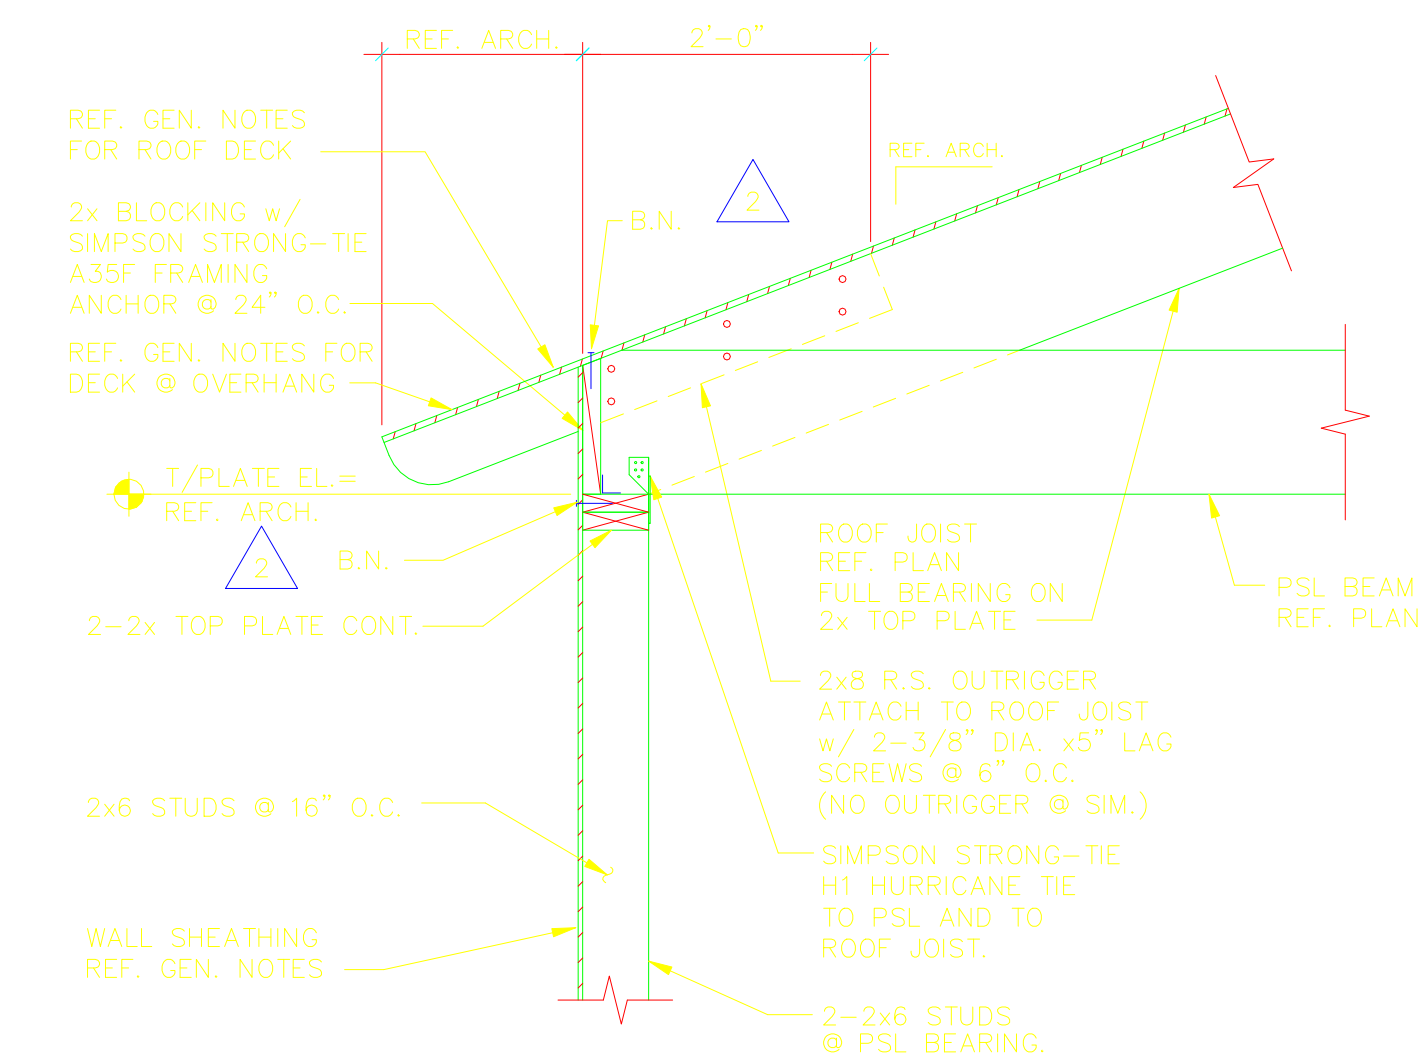 REF. ARCH.
2'-0"
REF. GEN. NOTES
FOR ROOF DECK
REF. ARCH.
2
B.N.
2x BLOCKING w/
SIMPSON STRONG-TIE
A35F FRAMING
ANCHOR @ 24" O.C.
REF. GEN. NOTES FOR
DECK @ OVERHANG
T/PLATE EL.=
REF. ARCH.
2
B.N.
2-2x TOP PLATE CONT.
ROOF JOIST
REF. PLAN
FULL BEARING ON
2x TOP PLATE
PSL BEAM
REF. PLAN
2x8 R.S. OUTRIGGER
ATTACH TO ROOF JOIST
w/ 2-3/8" DIA. x5" LAG
SCREWS @ 6" O.C.
(NO OUTRIGGER @ SIM.)
2x6 STUDS @ 16" O.C.
SIMPSON STRONG-TIE
H1 HURRICANE TIE
TO PSL AND TO
ROOF JOIST.
WALL SHEATHING
REF. GEN. NOTES
2-2x6 STUDS
@ PSL BEARING.